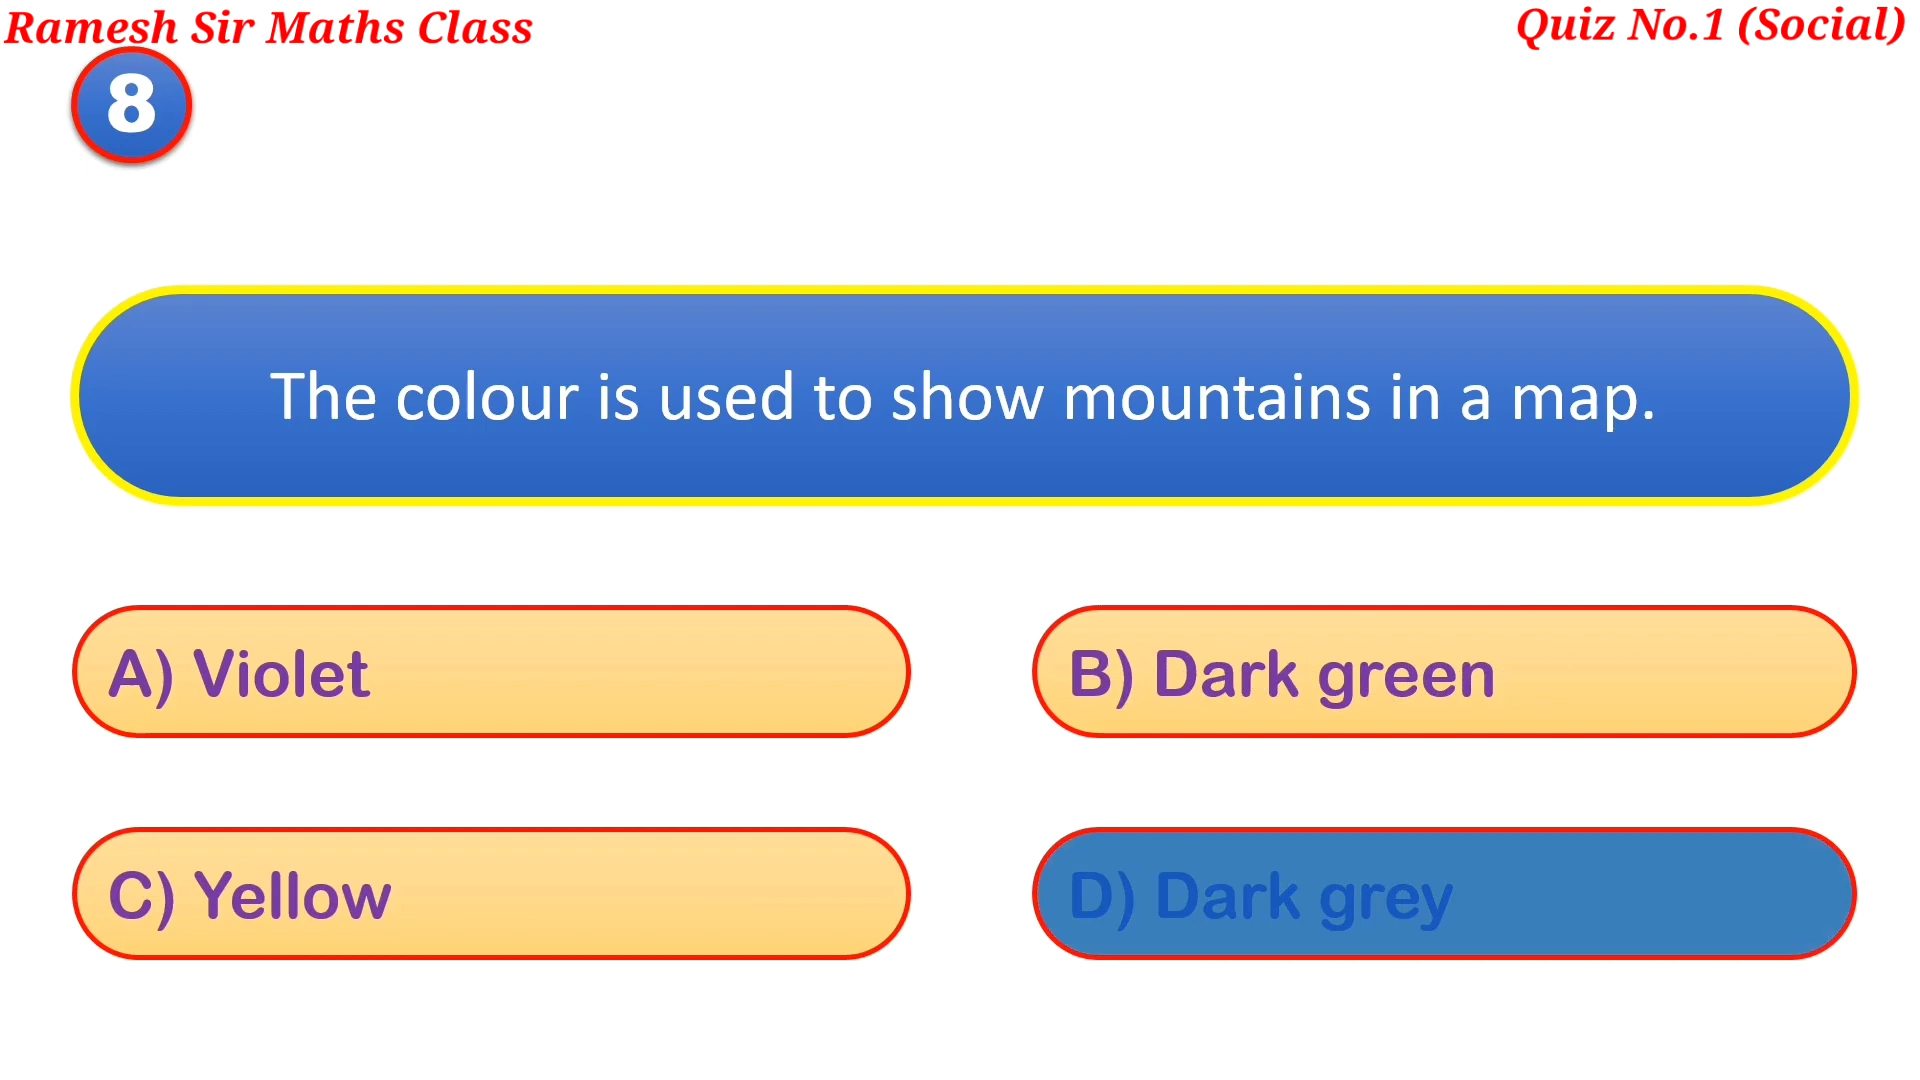 Ramesh Sir Maths Class
Quiz No.1 (Social)
8
The colour is used to show mountains in a map.
A) Violet
B) Dark green
C) Yellow
D) Dark grey